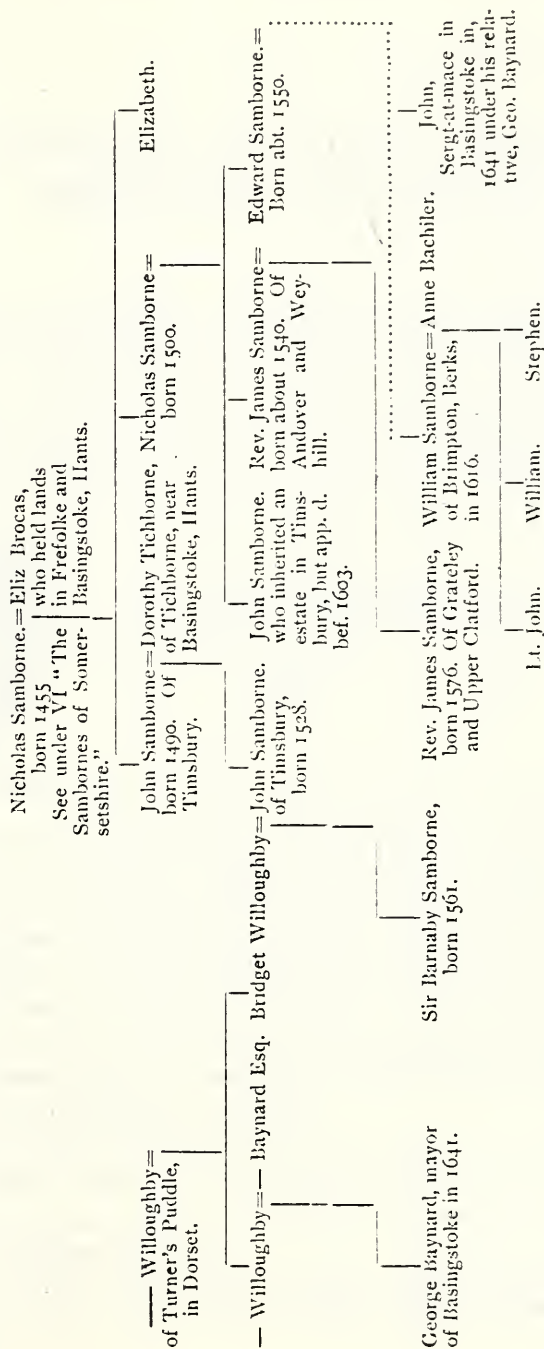 Nicholas Samborne.=Eliz Brocas,
born 1455
who held lands
See under VI "The
in Frefolke and
Sambornes of Somer-
Basingstoke, Hants.
setshire."
John Samborne=Dorothy Tichborne,
born 1490. Of
of Tichborne, near
Timsbury.
Basingstoke, Hants.
Nicholas Samborne=
born 1500.
Elizabeth.
— Willoughby=
of Turner's Puddle,
in Dorset.
— Willoughby=— Baynard Esq.
Bridget Willoughby=John Samborne.
of Timsbury,
born 1528.
John Samborne.
who inherited an
estate in Tims-
bury, but app. d.
bef. 1603.
Rev. James Samborne=
born about 1540. Of
Andover and Wey-
hill.
Edward Samborne.=
Born abt. 1550.
George Baynard, mayor
of Basingstoke in 1641.
Sir Barnaby Samborne,
born 1561.
Rev. James Samborne,
born 1576. Of Grateley
and Upper Clatford.
William Samborne=Anne Bachiler.
of Brimpton, Berks,
in 1616.
John,
Sergt-at-mace in
Basingstoke in,
1641 under his rela-
tive, Geo. Baynard.
Lt. John.
William.
Stephen.